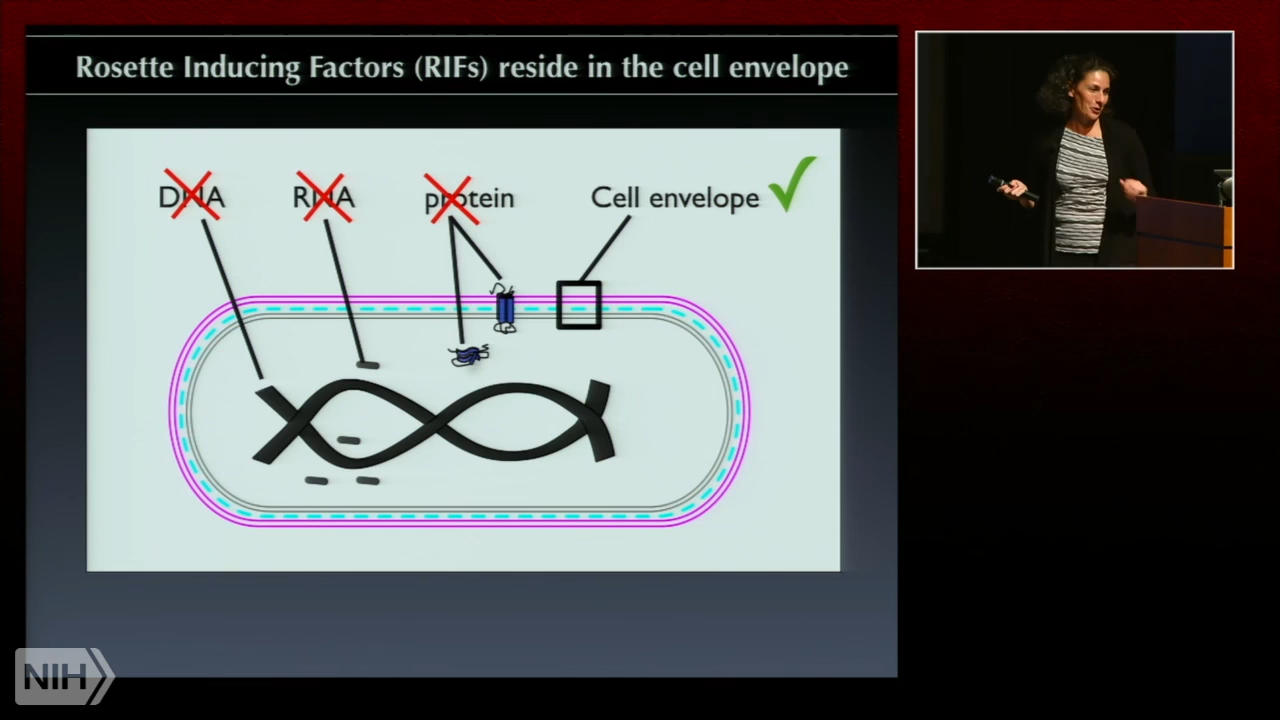 Rosette Inducing Factors (RIFs) reside in the cell envelope
DNA RNA protein Cell envelope
NIH